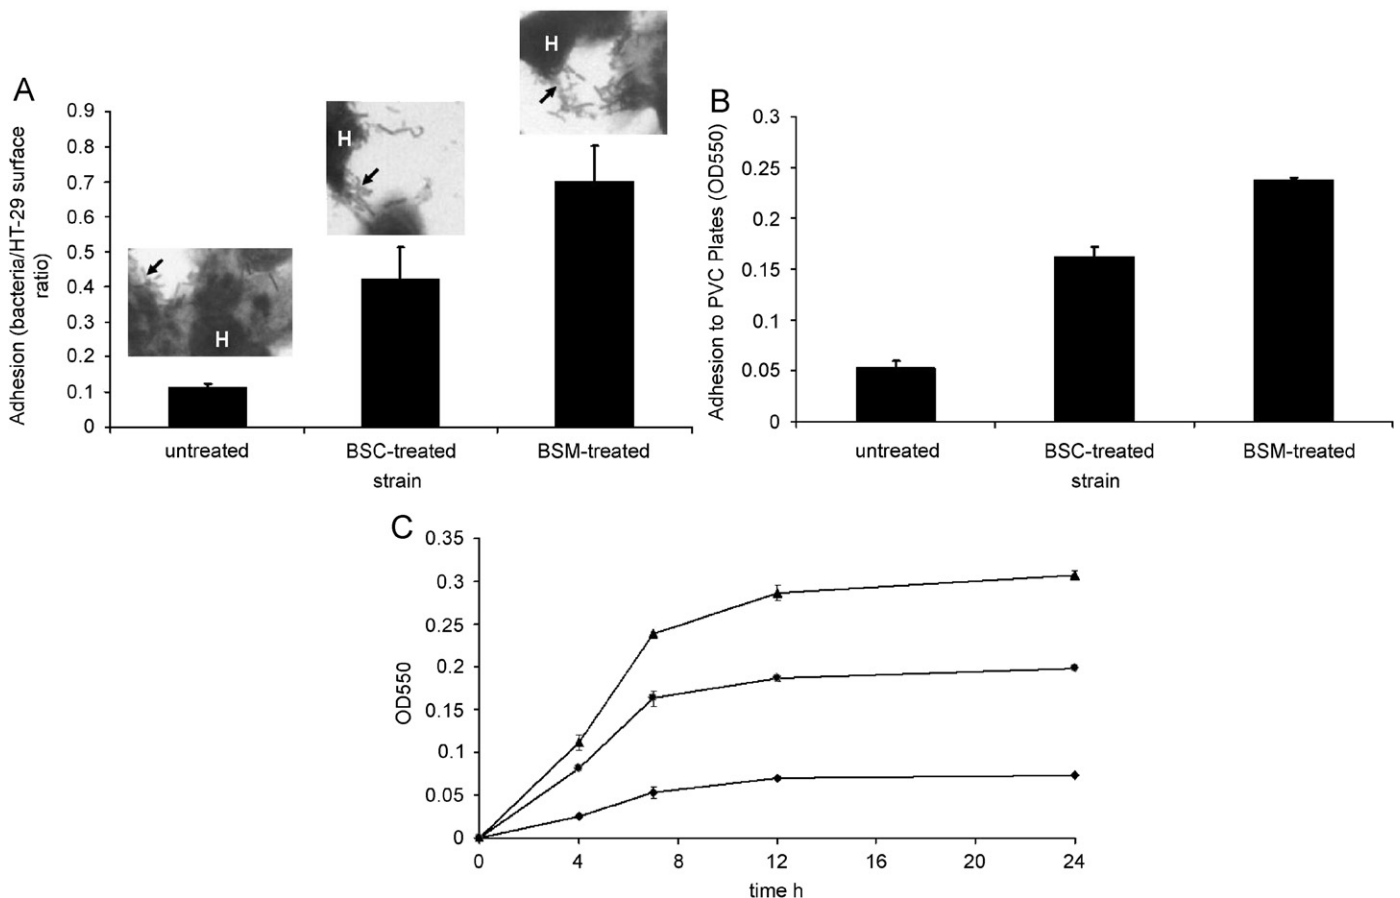 A
Adhesion (bacteria/HT-29 surface
ratio)
0.9
0.8
0.7
0.6
0.5
0.4
0.3
0.2
0.1
0
H
H
H
untreated
BSC-treated
BSM-treated
strain
B
Adhesion to PVC Plates (OD550)
0.3
0.25
0.2
0.15
0.1
0.05
0
untreated
BSC-treated
BSM-treated
strain
C
OD550
0.35
0.3
0.25
0.2
0.15
0.1
0.05
0
0
4
8
12
16
20
24
time h